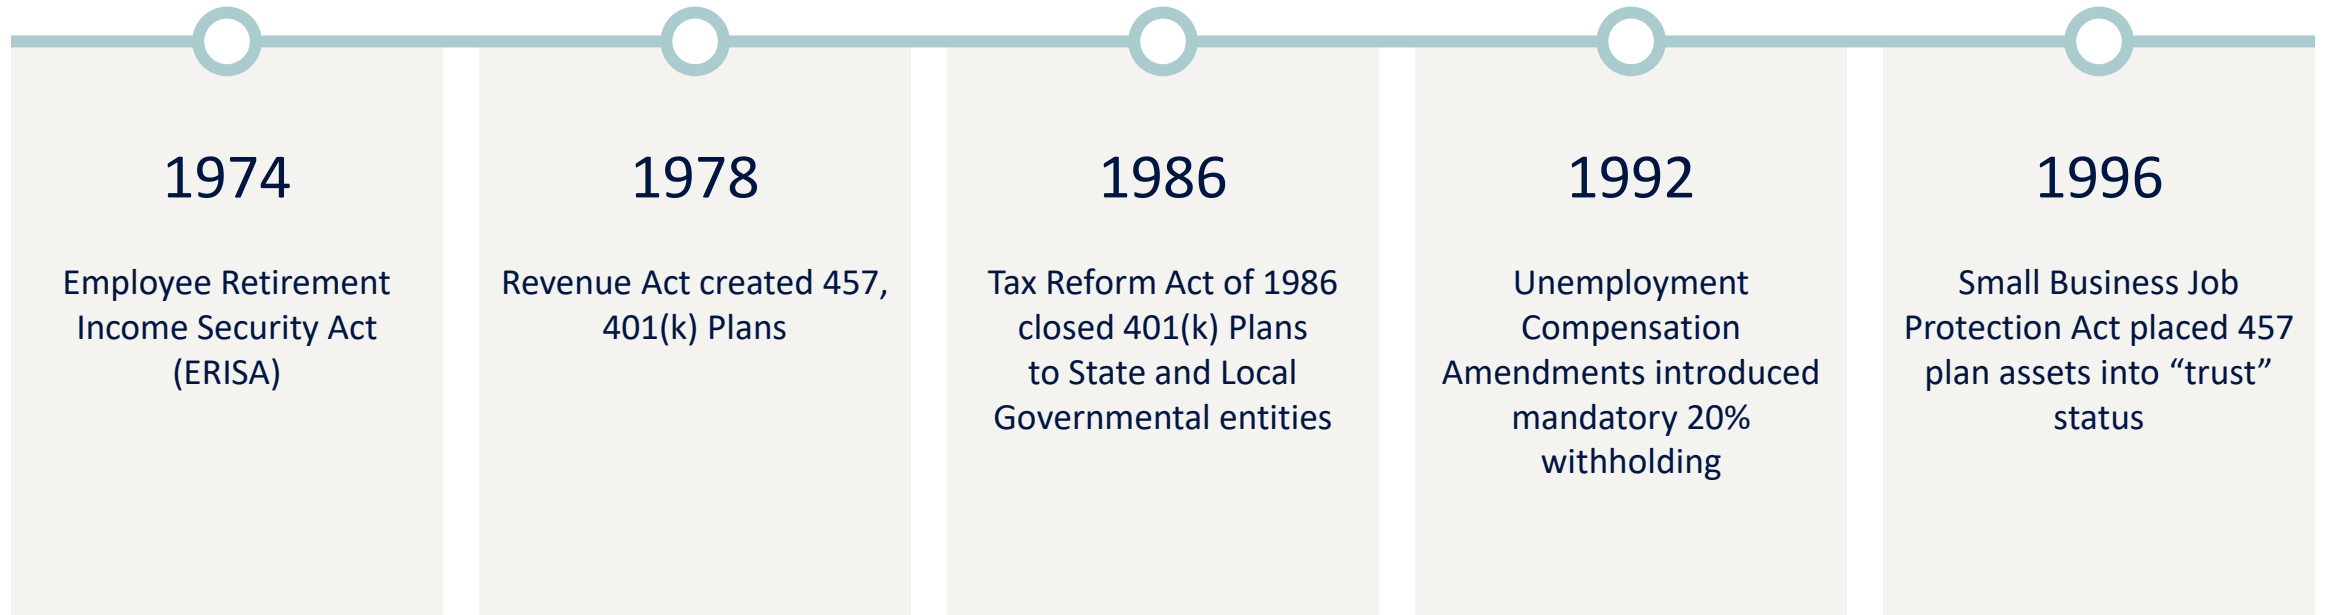 1974
Employee Retirement
Income Security Act
(ERISA)
1978
Revenue Act created 457,
401(k) Plans
1986
Tax Reform Act of 1986
closed 401(k) Plans
to State and Local
Governmental entities
1992
Unemployment
Compensation
Amendments introduced
mandatory 20%
withholding
1996
Small Business Job
Protection Act placed 457
plan assets into “trust”
status